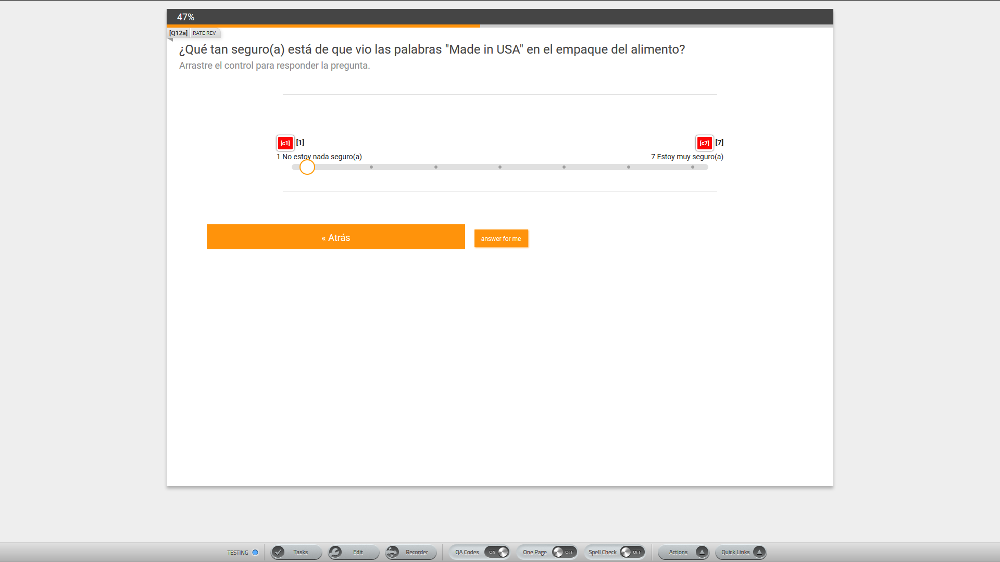 47%
[Q12a] RATE REV
¿Qué tan seguro(a) está de que vio las palabras "Made in USA" en el empaque del alimento?
Arrastre el control para responder la pregunta.
[c1] [1] [c7] [7]
1 No estoy nada seguro(a) 7 Estoy muy seguro(a)
« Atrás answer for me
TESTING Tasks Edit Recorder QA Codes ON One Page OFF Spell Check OFF Actions Quick Links